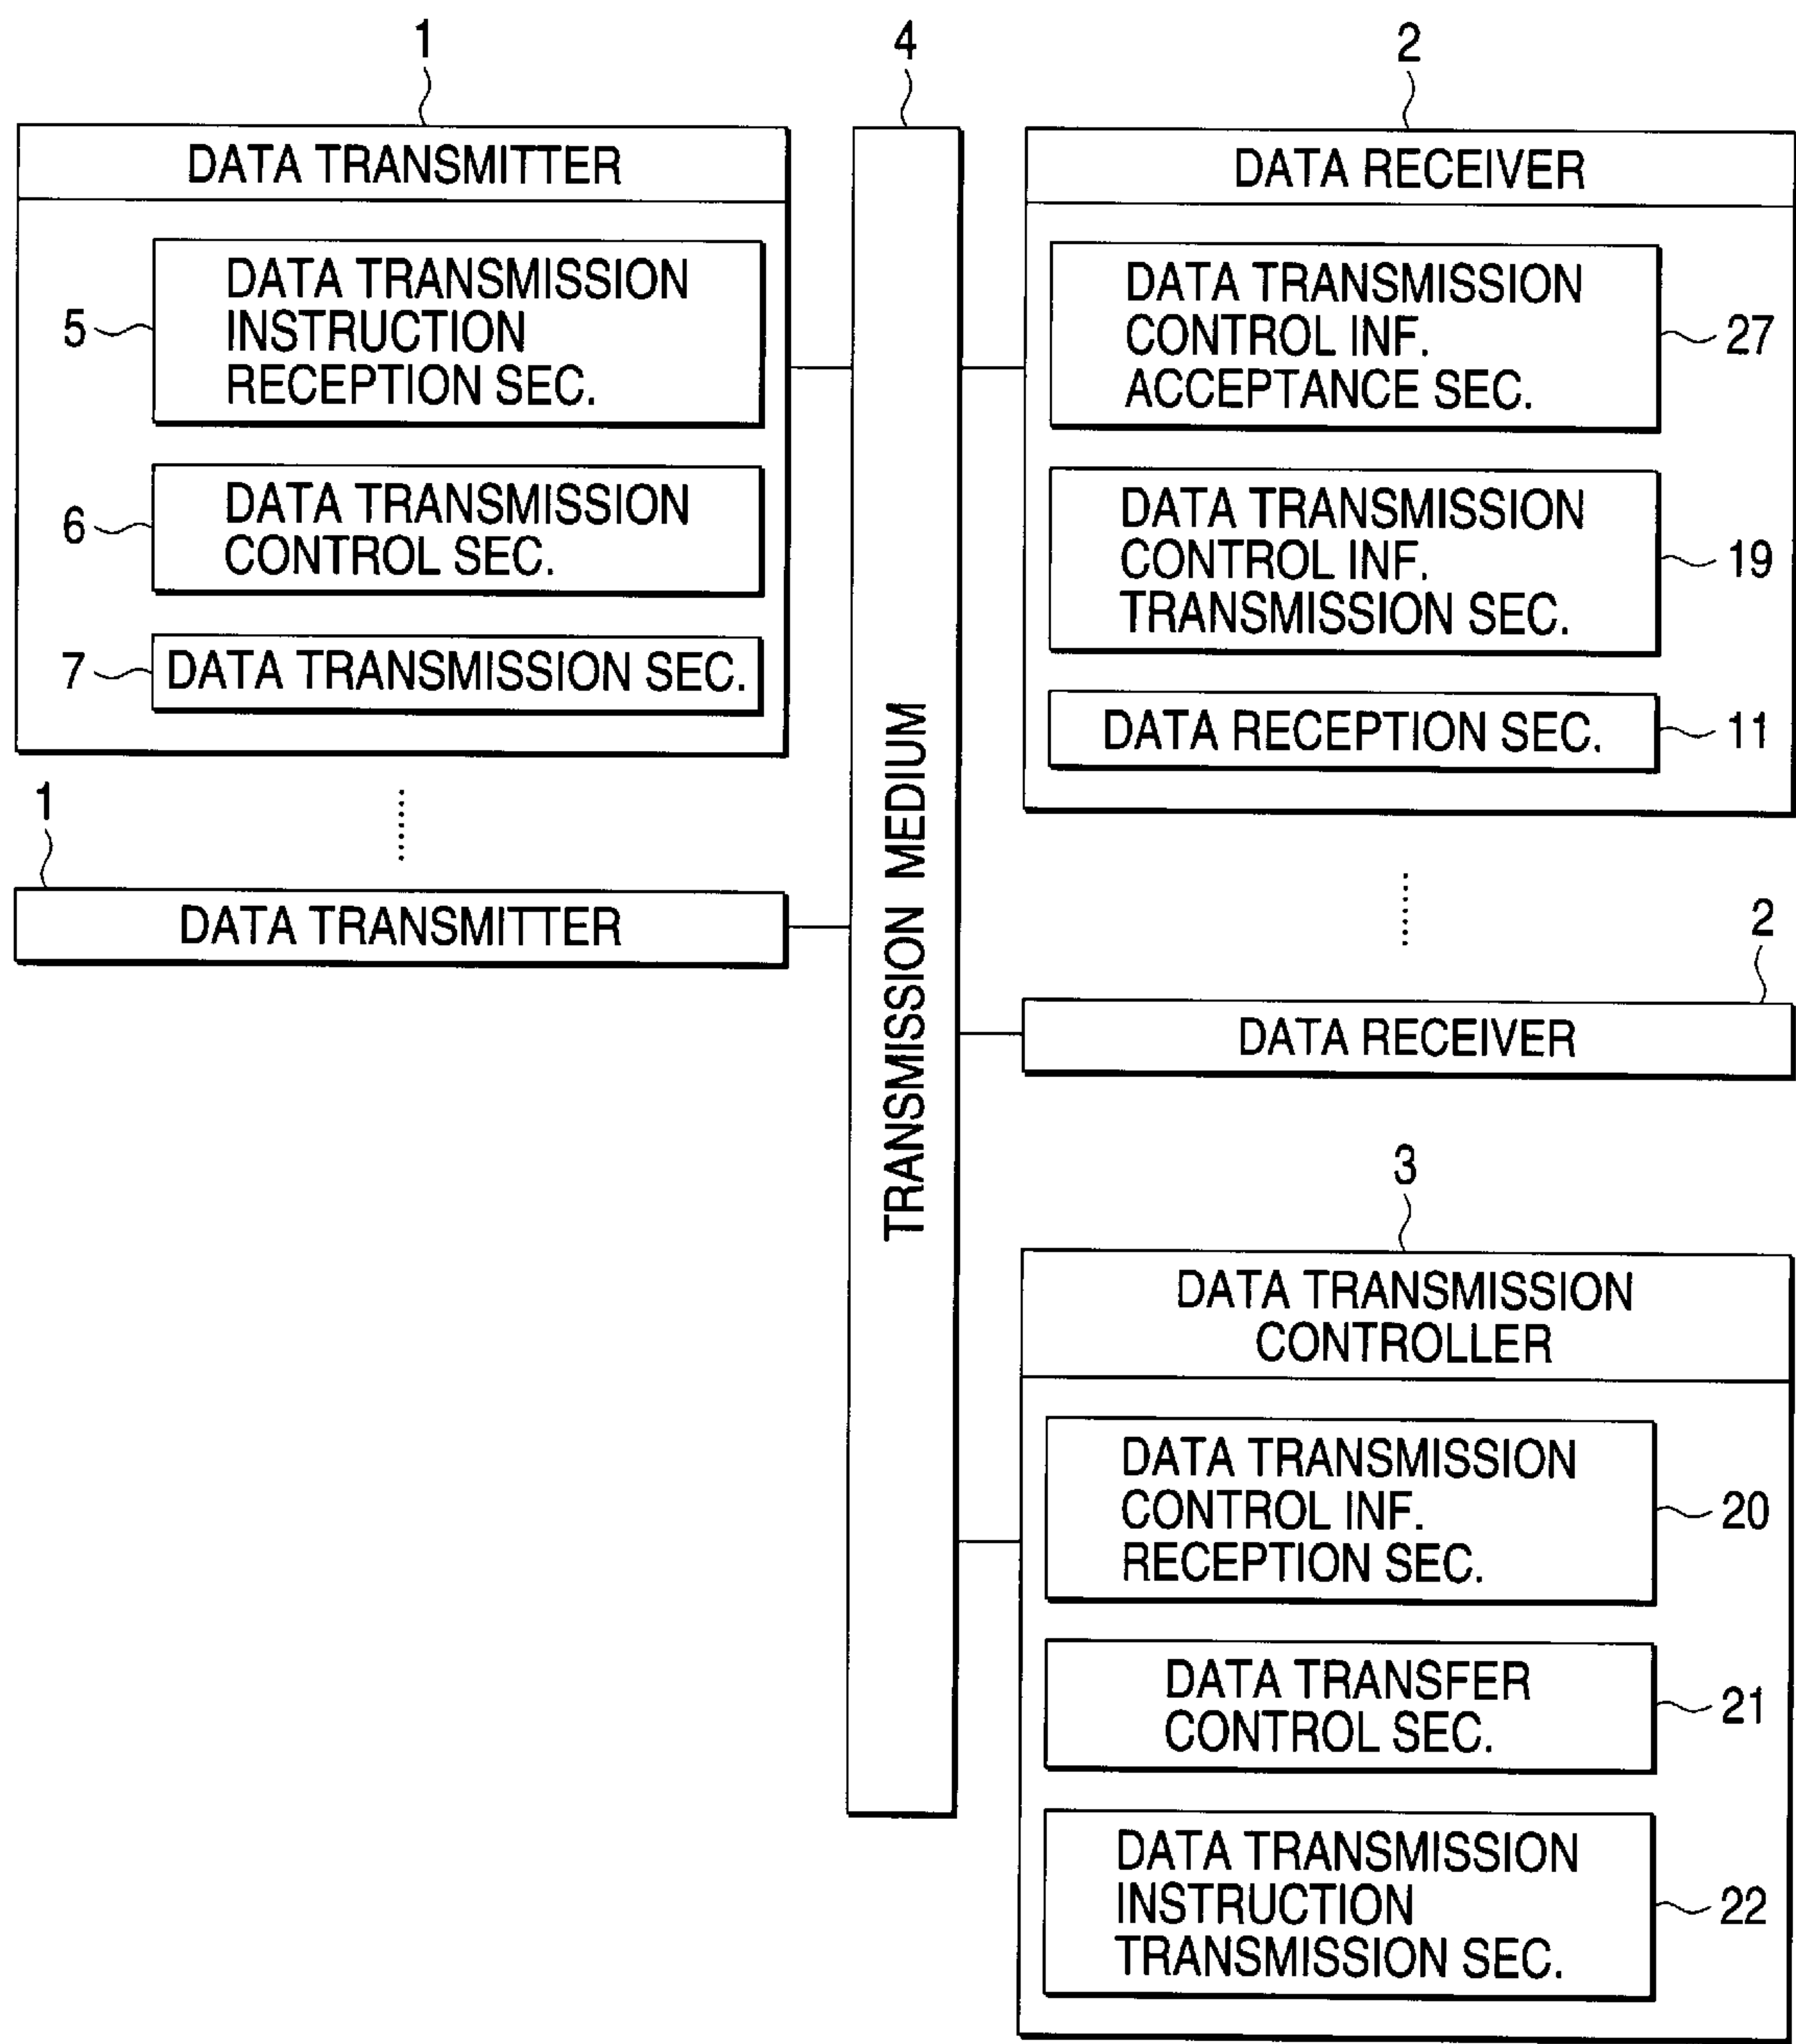 1
DATA TRANSMITTER
5
DATA TRANSMISSION
INSTRUCTION
RECEPTION SEC.
6
DATA TRANSMISSION
CONTROL SEC.
7
DATA TRANSMISSION SEC.
1
DATA TRANSMITTER
4
TRANSMISSION MEDIUM
2
DATA RECEIVER
DATA TRANSMISSION
CONTROL INF.
ACCEPTANCE SEC.
27
DATA TRANSMISSION
CONTROL INF.
TRANSMISSION SEC.
19
DATA RECEPTION SEC.
11
2
DATA RECEIVER
3
DATA TRANSMISSION
CONTROLLER
DATA TRANSMISSION
CONTROL INF.
RECEPTION SEC.
20
DATA TRANSFER
CONTROL SEC.
21
DATA TRANSMISSION
INSTRUCTION
TRANSMISSION SEC.
22